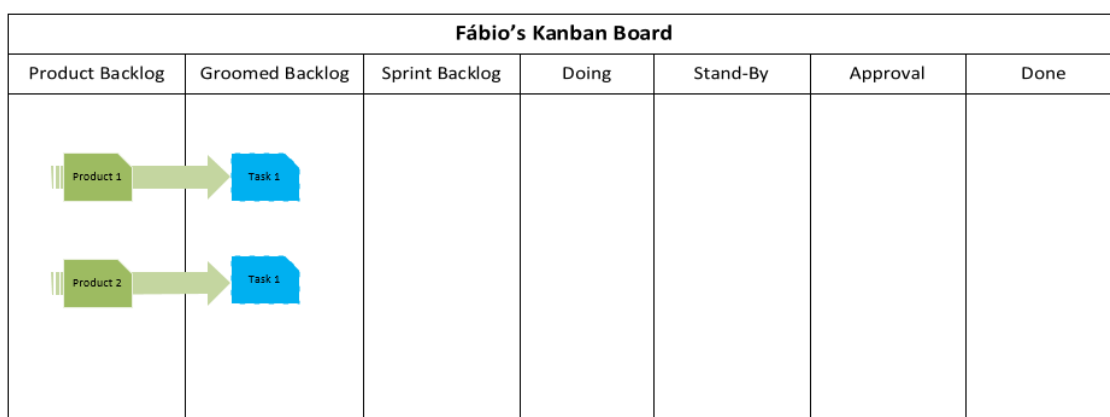 Fábio’s Kanban Board
Product Backlog Groomed Backlog Sprint Backlog Doing Stand-By Approval Done
Product 1 Task 1
Product 2 Task 1